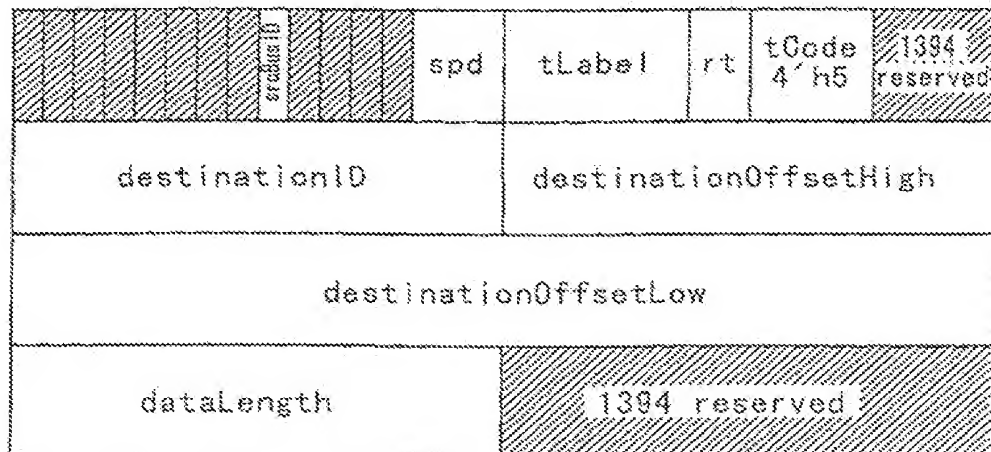 srcBusID
spd
tLabel
rt
tCode
4'h5
1394
reserved
destinationID
destinationOffsetHigh
destinationOffsetLow
dataLength
1394 reserved